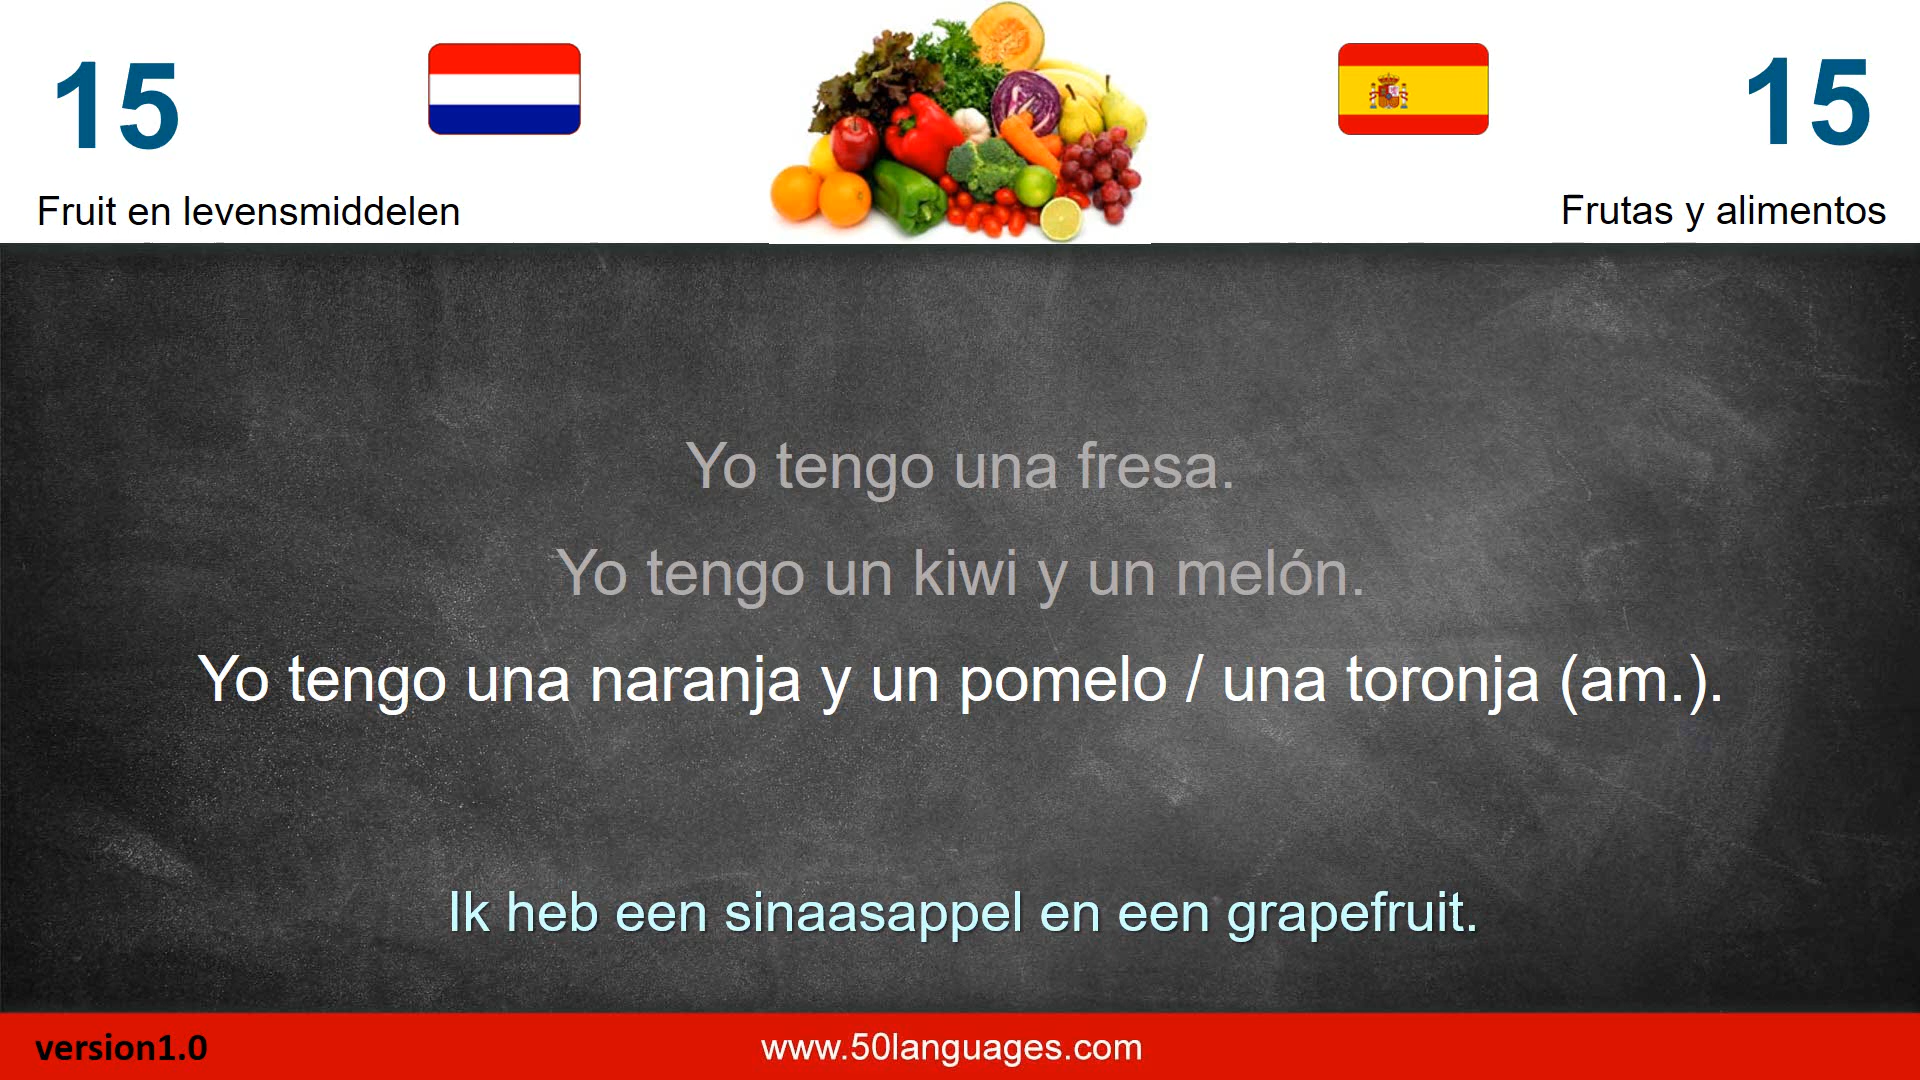 15
15
Fruit en levensmiddelen
Frutas y alimentos
Yo tengo una fresa.
Yo tengo un kiwi y un melón.
Yo tengo una naranja y un pomelo / una toronja (am.).
Ik heb een sinaasappel en een grapefruit.
version1.0
www.50languages.com